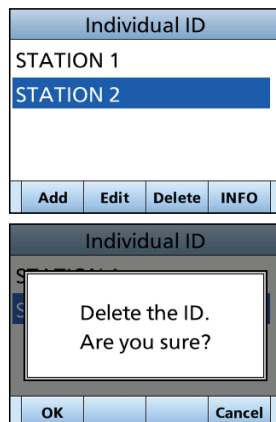 Individual ID
STATION 1
STATION 2
Add Edit Delete INFO
Individual ID
Delete the ID.
Are you sure?
OK Cancel